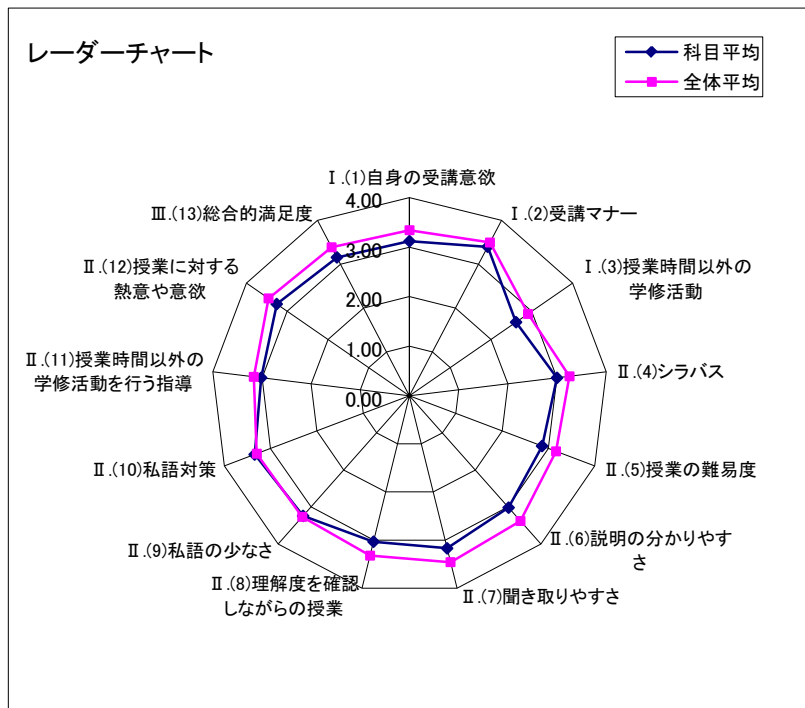 レーダーチャート
科目平均
全体平均
Ⅰ.(1)自身の受講意欲
Ⅰ.(2)受講マナー
Ⅰ.(3)授業時間以外の
学修活動
Ⅱ.(4)シラバス
Ⅱ.(5)授業の難易度
Ⅱ.(6)説明の分かりやす
さ
Ⅱ.(7)聞き取りやすさ
Ⅱ.(8)理解度を確認
しながらの授業
Ⅱ.(9)私語の少なさ
Ⅱ.(10)私語対策
Ⅱ.(11)授業時間以外の
学修活動を行う指導
Ⅱ.(12)授業に対する
熱意や意欲
Ⅲ.(13)総合的満足度
4.00
3.00
2.00
1.00
0.00